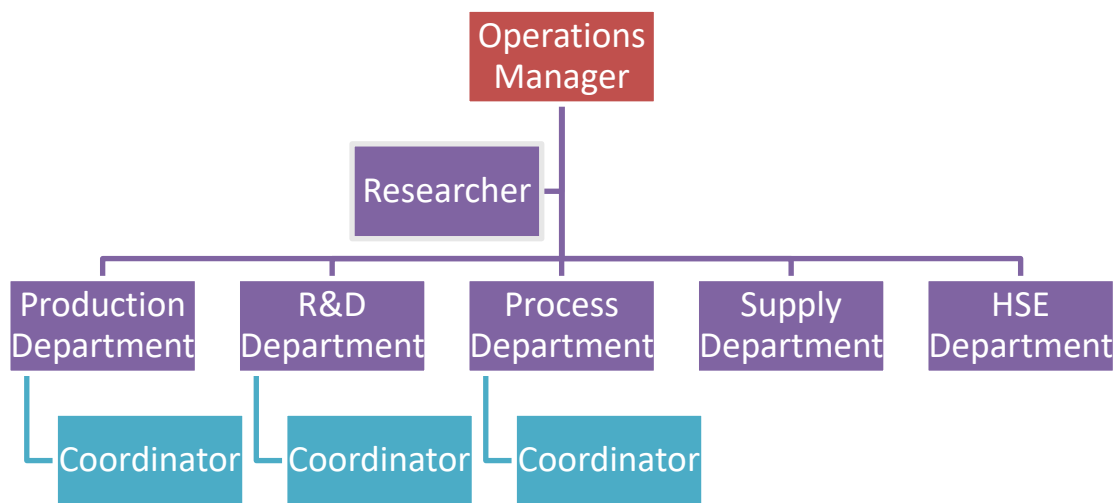 Operations
Manager
Researcher
Production
Department
R&D
Department
Process
Department
Supply
Department
HSE
Department
Coordinator
Coordinator
Coordinator